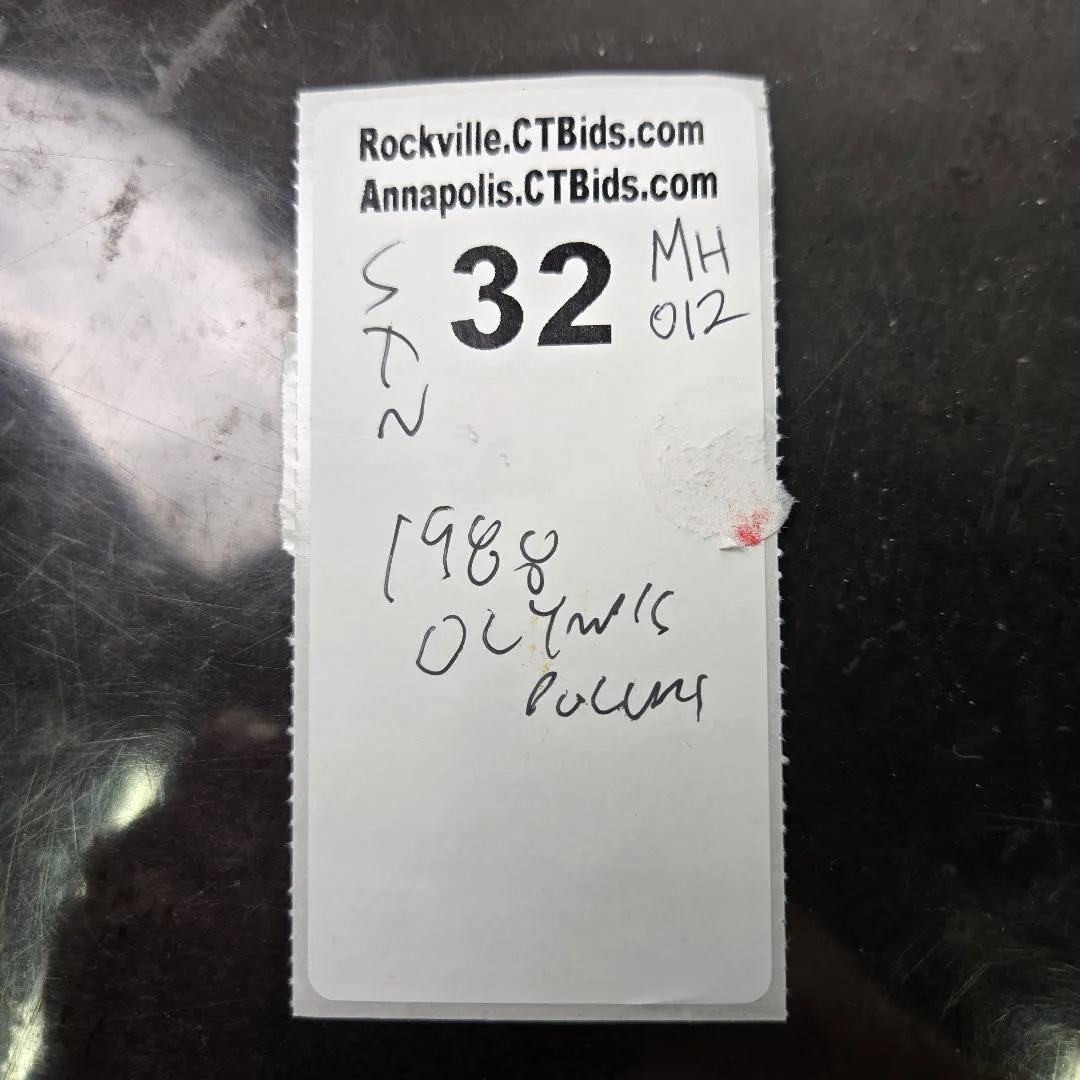 Rockville.CTBids.com
Annapolis.CTBids.com
STN
32
MH
012
1988